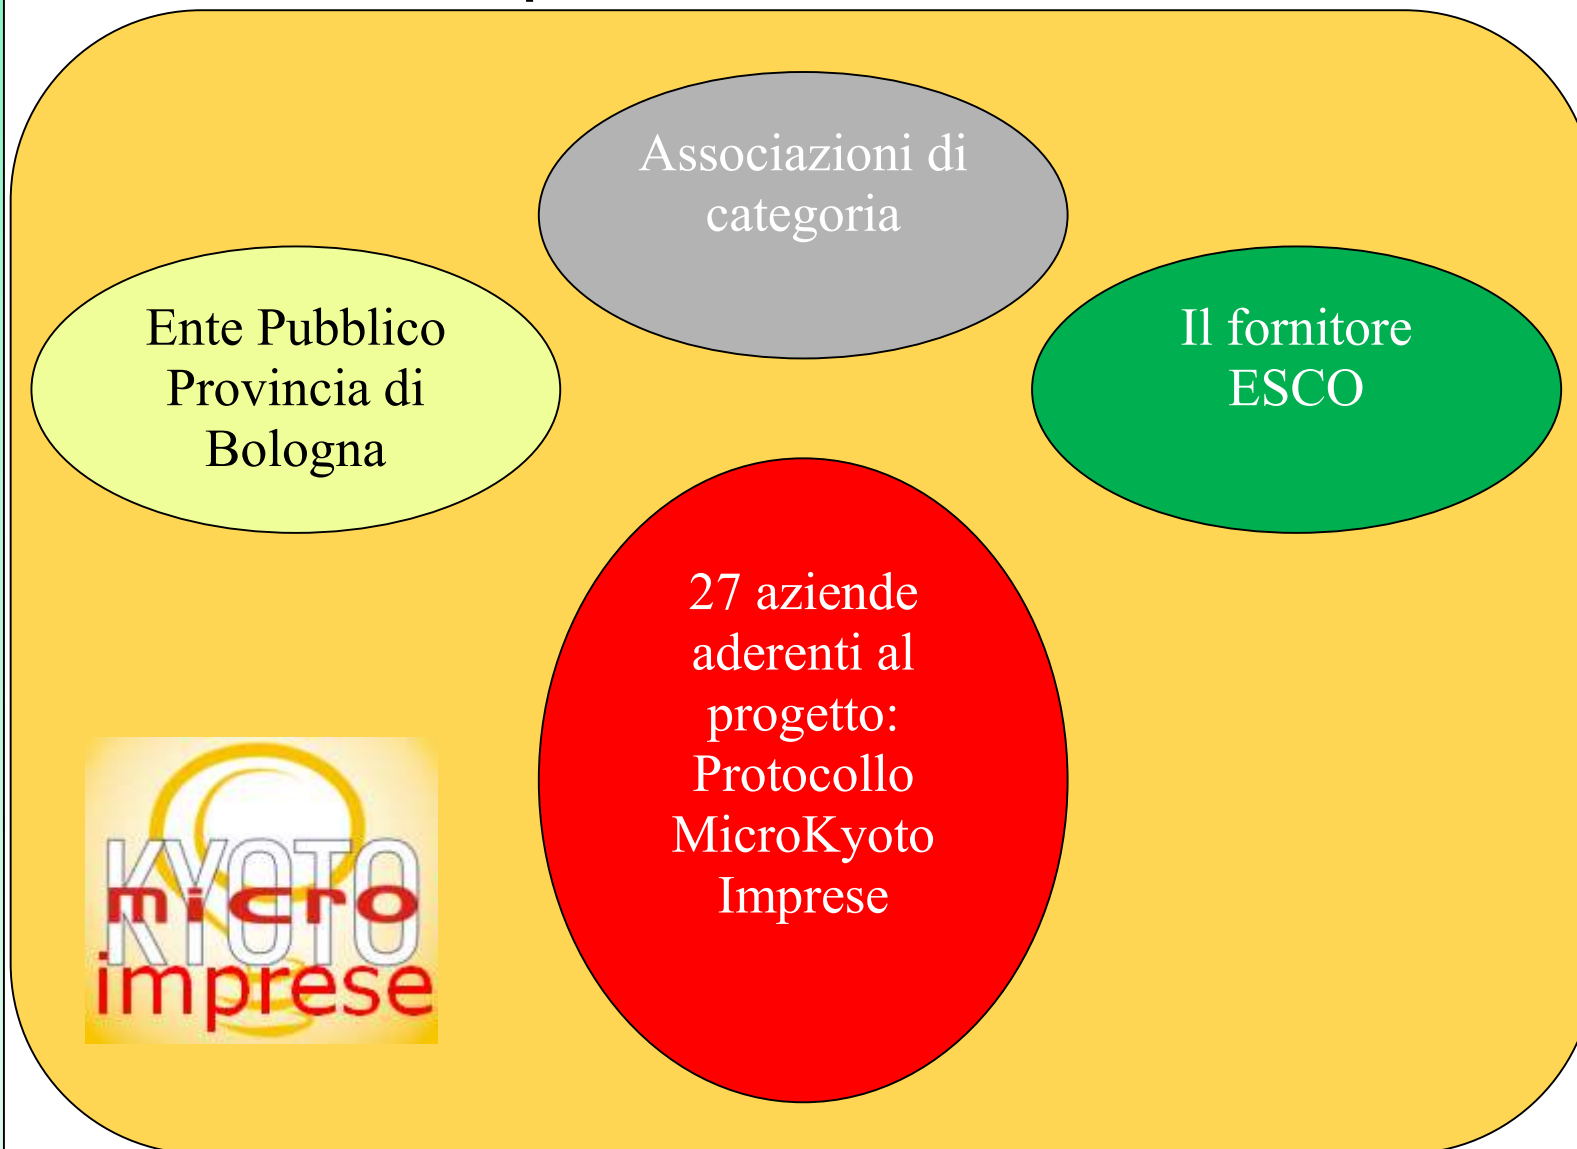 Associazioni di
categoria
Ente Pubblico
Provincia di
Bologna
Il fornitore
ESCO
27 aziende
aderenti al
progetto:
Protocollo
MicroKyoto
Imprese
KYOTO
micro
KYOTO
imprese